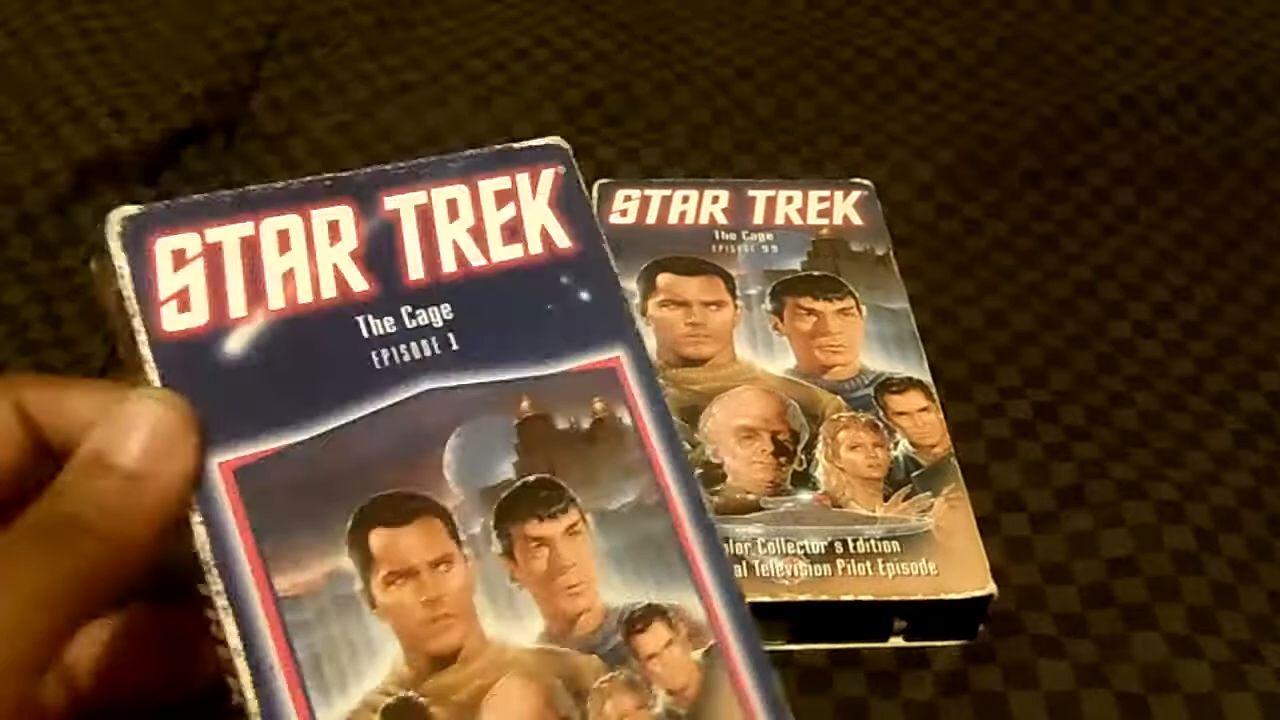 STAR TREK
The Cage
EPISODE 1
STAR TREK
The Cage
EPISODE 99
Collector's Edition
Television Pilot Episode